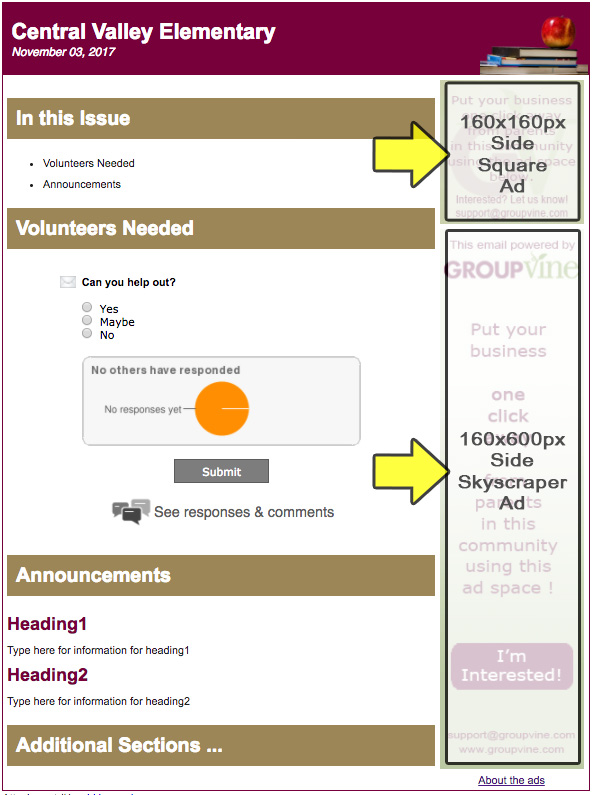 Central Valley Elementary
November 03, 2017
In this Issue
Volunteers Needed
Announcements
Volunteers Needed
Can you help out?
Yes
Maybe
No
No others have responded
No responses yet
Submit
See responses & comments
Announcements
Heading1
Type here for information for heading1
Heading2
Type here for information for heading2
Additional Sections ...
Put your business
from parents
in this community
using the ad space
below.
160x160px
Side
Square
Ad
Interested? Let us know!
support@groupvine.com
This email powered by
GROUPVine
Put your
business
one
click
160x600px
Side
Skyscraper
Ad
from
parents
in this
community
using this
ad space !
I'm
Interested!
support@groupvine.com
www.groupvine.com
About the ads